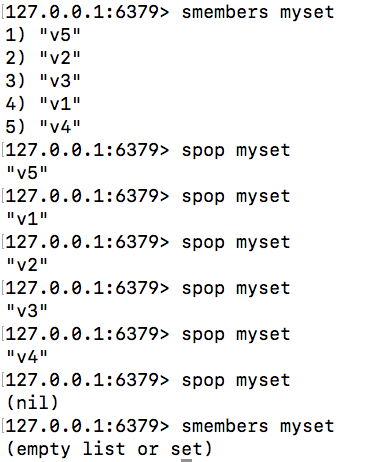 [127.0.0.1:6379> smembers myset
1) "v5"
2) "v2"
3) "v3"
4) "v1"
5) "v4"
[127.0.0.1:6379> spop myset
"v5"
[127.0.0.1:6379> spop myset
"v1"
[127.0.0.1:6379> spop myset
"v2"
[127.0.0.1:6379> spop myset
"v3"
[127.0.0.1:6379> spop myset
"v4"
[127.0.0.1:6379> spop myset
(nil)
[127.0.0.1:6379> smembers myset
(empty list or set)